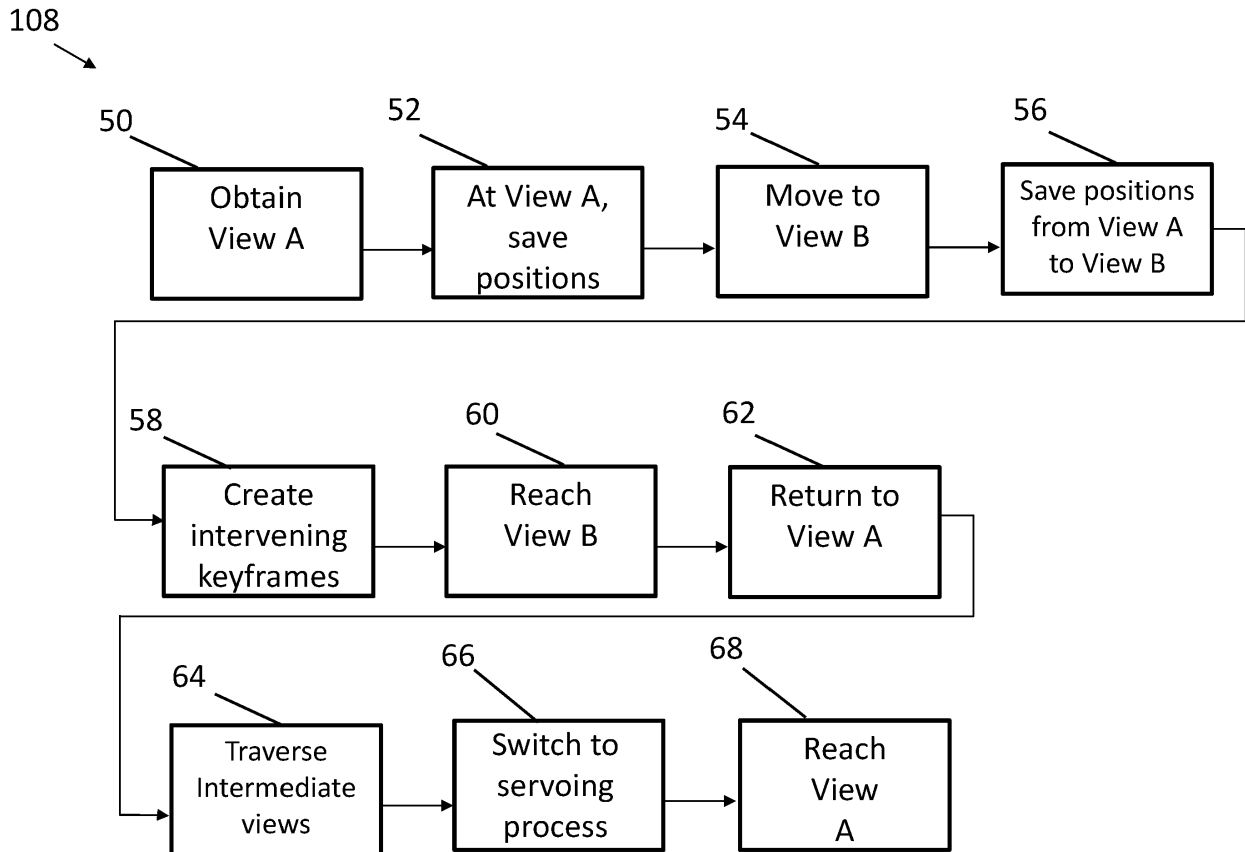 108
50
52
54
56
Obtain
View A
At View A,
save
positions
Move to
View B
Save positions
from View A
to View B
58
60
62
Create
intervening
keyframes
Reach
View B
Return to
View A
64
66
68
Traverse
Intermediate
views
Switch to
servoing
process
Reach
View
A